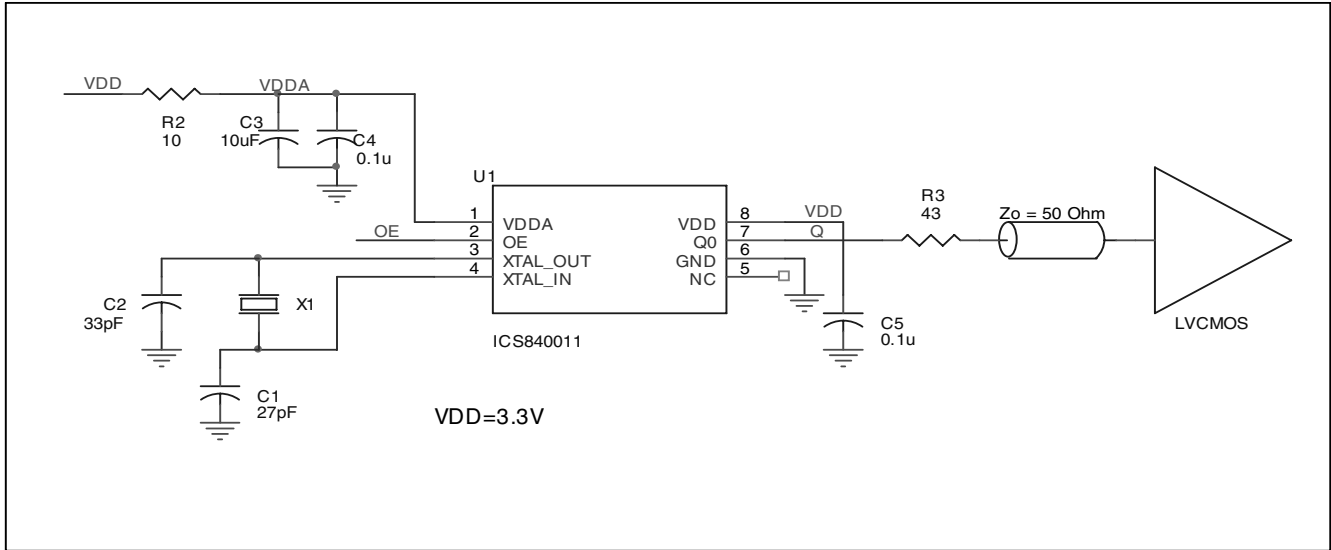 VDD
VDDA
R2
10
C3
10uF
C4
0.1u
U1
1
VDDA
2
OE
OE
3
XTAL_OUT
4
XTAL_IN
VDD
8
VDD
Q0
7
Q
GND
6
NC
5
R3
43
Zo = 50 Ohm
C2
33pF
X1
C1
27pF
ICS840011
C5
0.1u
LVCMOS
VDD=3.3V